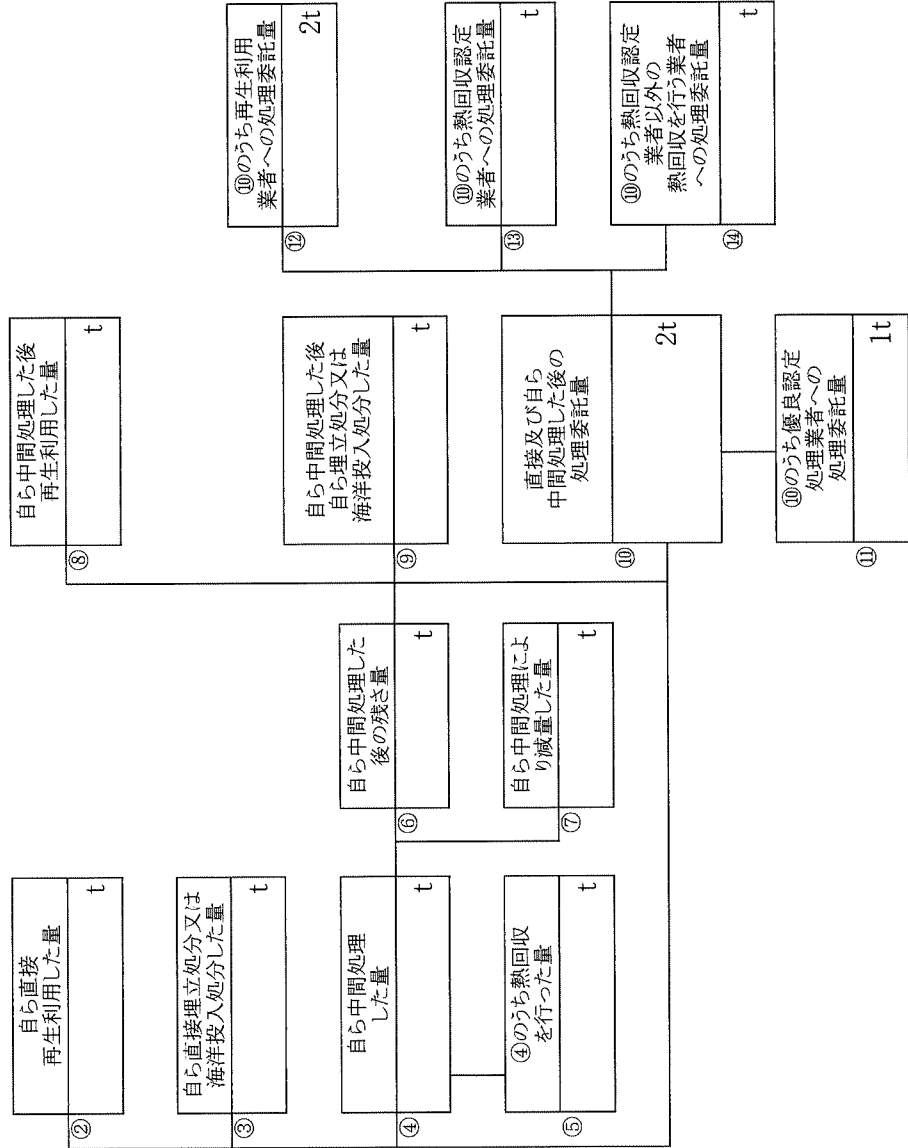 ②
自ら直接
再生利用した量
t
③
自ら直接埋立処分又は
海洋投入処分した量
t
④
自ら中間処理
した量
t
⑤
④のうち熱回収
を行った量
t
⑥
自ら中間処理した
後の残さ量
t
⑦
自ら中間処理によ
り減量した量
t
⑧
自ら中間処理した後
再生利用した量
t
⑨
自ら中間処理した後
自ら埋立処分又は
海洋投入処分した量
t
⑩
直接及び自ら
中間処理した後の
処理委託量
2t
⑪
⑩のうち優良認定
処理業者への
処理委託量
1t
⑫
⑩のうち再生利用
業者への処理委託量
2t
⑬
⑩のうち熱回収認定
業者への処理委託量
t
⑭
⑩のうち熱回収認定
業者以外の
熱回収を行う業者
への処理委託量
t